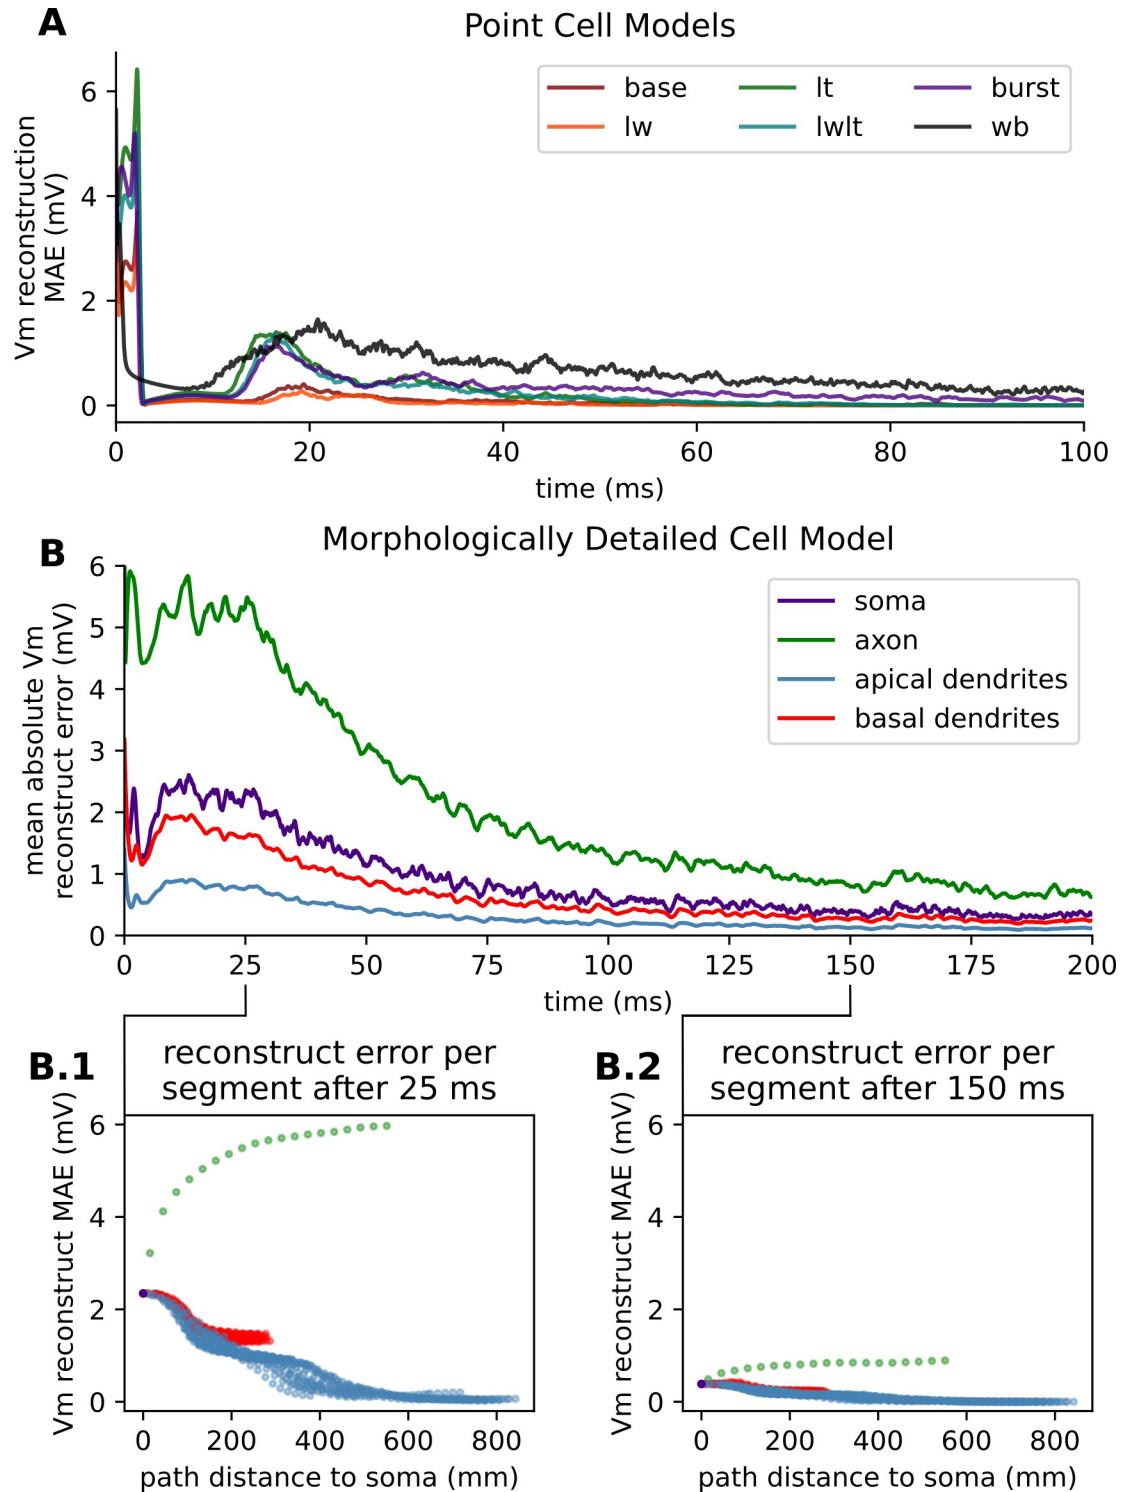 A
Point Cell Models
Vm reconstruction
MAE (mV)
6
4
2
0
base
lw
lt
lwlt
burst
wb
0 20 40 60 80 100
time (ms)
B
Morphologically Detailed Cell Model
mean absolute Vm
reconstruct error (mV)
6
5
4
3
2
1
0
soma
axon
apical dendrites
basal dendrites
0 25 50 75 100 125 150 175 200
time (ms)
B.1
reconstruct error per
segment after 25 ms
Vm reconstruct MAE (mV)
6
4
2
0
0 200 400 600 800
path distance to soma (mm)
B.2
reconstruct error per
segment after 150 ms
Vm reconstruct MAE (mV)
6
4
2
0
0 200 400 600 800
path distance to soma (mm)